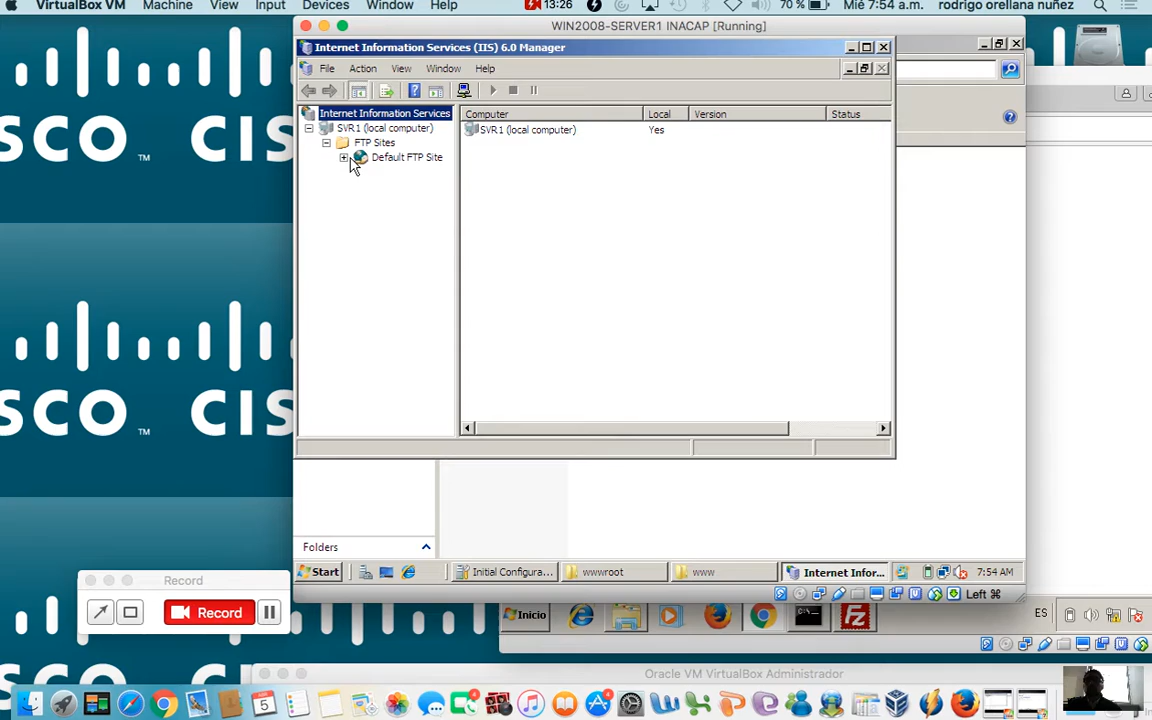 VirtualBox VM Machine View Input Devices Window Help 13:26 70 % Mié 7:54 a.m. rodrigo orellana nuñez
WIN2008-SERVER1 INACAP [Running]
Internet Information Services (IIS) 6.0 Manager
File Action View Window Help
Internet Information Services
SVR1 (local computer)
FTP Sites
Default FTP Site
Computer Local Version Status
SVR1 (local computer) Yes
CISCO CIS
SCO CIS
Folders
Start Initial Configura... wwwroot www Internet Infor... 7:54 AM
Left ⌘
Record
Record
Inicio ES
Oracle VM VirtualBox Administrador